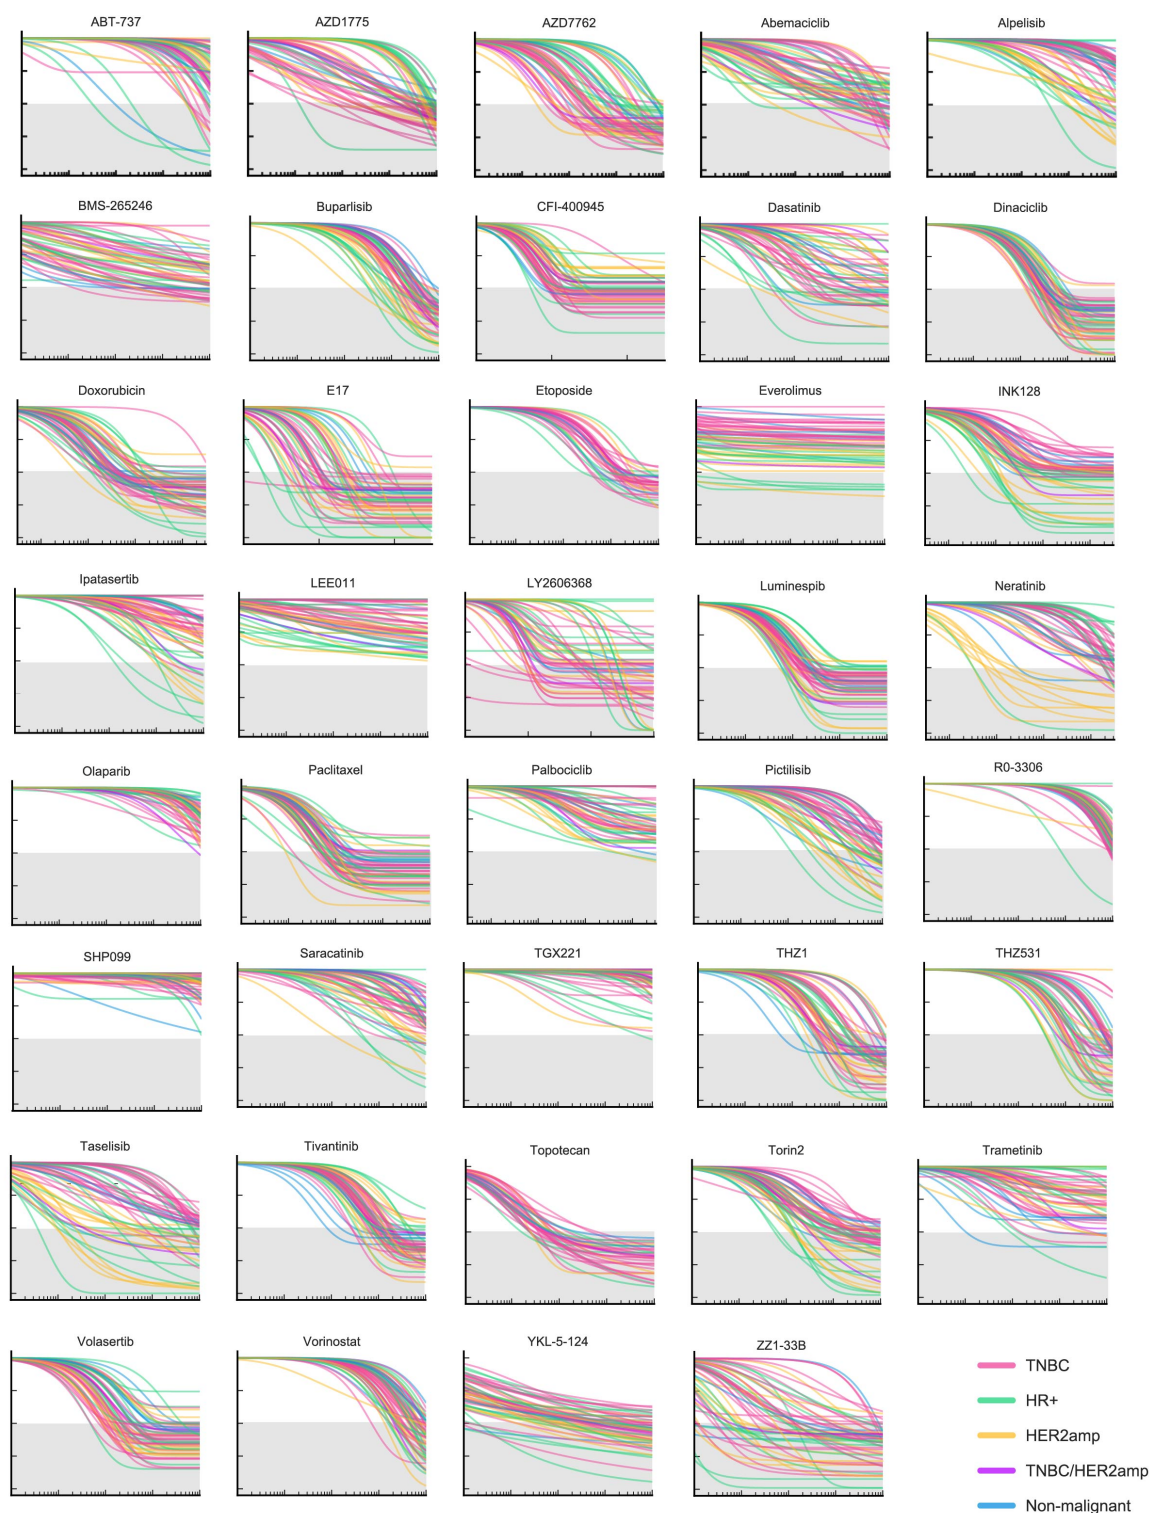 ABT-737
AZD1775
AZD7762
Abemaciclib
Alpelisib
BMS-265246
Buparlisib
CFI-400945
Dasatinib
Dinaciclib
Doxorubicin
E17
Etoposide
Everolimus
INK128
Ipatasertib
LEE011
LY2606368
Luminespib
Neratinib
Olaparib
Paclitaxel
Palbociclib
Pictilisib
R0-3306
SHP099
Saracatinib
TGX221
THZ1
THZ531
Taselisib
Tivantinib
Topotecan
Torin2
Trametinib
Volasertib
Vorinostat
YKL-5-124
ZZ1-33B
TNBC
HR+
HER2amp
TNBC/HER2amp
Non-malignant